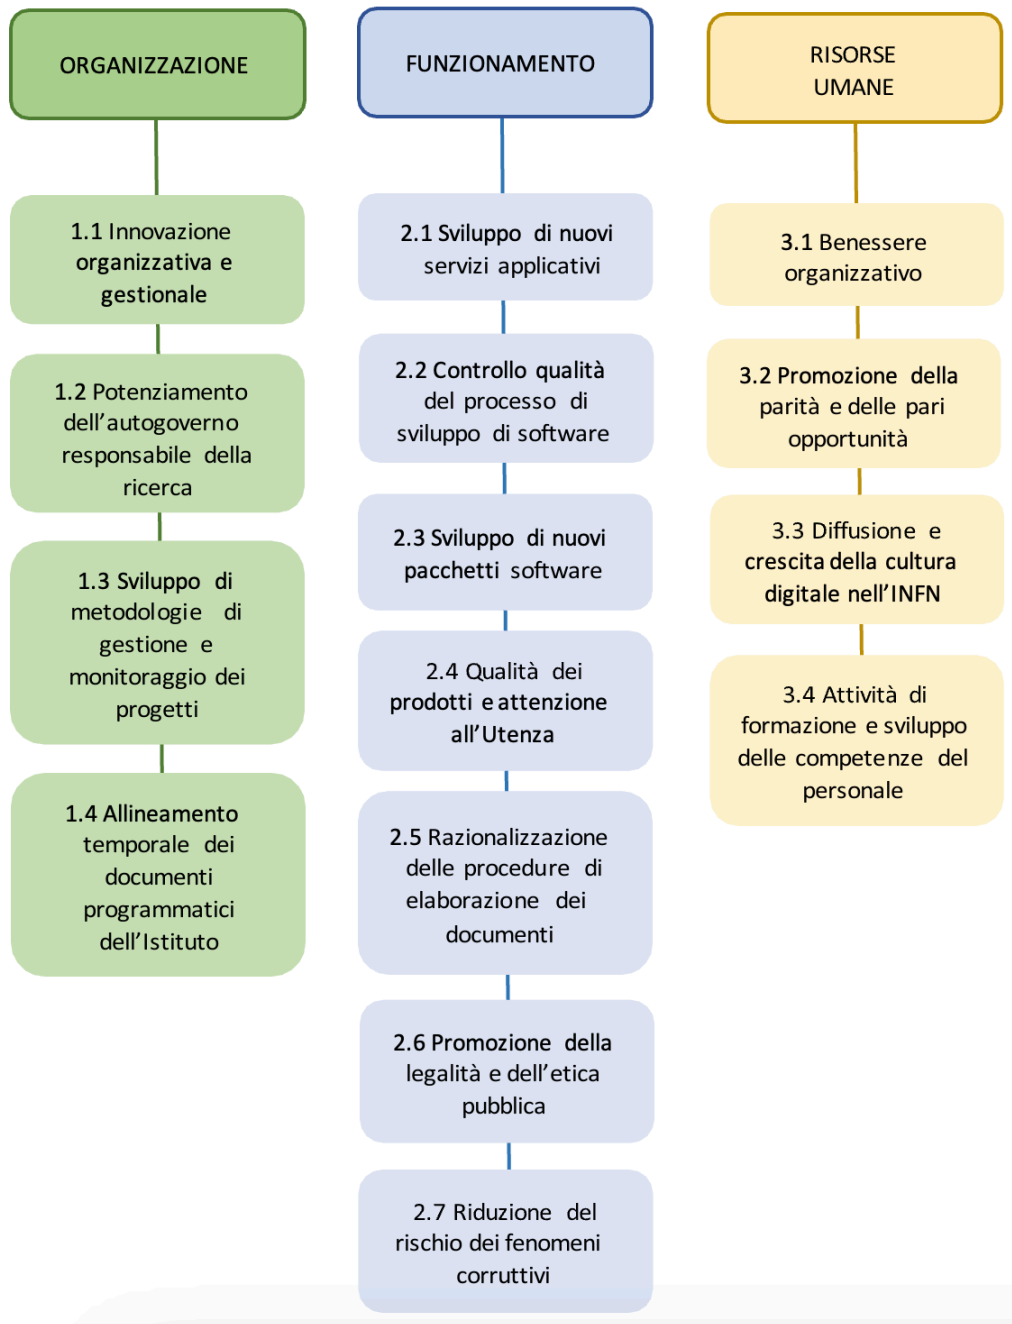 ORGANIZZAZIONE
1.1 Innovazione
organizzativa e
gestionale
1.2 Potenziamento
dell'autogoverno
responsabile della
ricerca
1.3 Sviluppo di
metodologie di
gestione e
monitoraggio dei
progetti
1.4 Allineamento
temporale dei
documenti
programmatici
dell'Istituto
FUNZIONAMENTO
2.1 Sviluppo di nuovi
servizi applicativi
2.2 Controllo qualità
del processo di
sviluppo di software
2.3 Sviluppo di nuovi
pacchetti software
2.4 Qualità dei
prodotti e attenzione
all'Utenza
2.5 Razionalizzazione
delle procedure di
elaborazione dei
documenti
2.6 Promozione della
legalità e dell'etica
pubblica
2.7 Riduzione del
rischio dei fenomeni
corruttivi
RISORSE
UMANE
3.1 Benessere
organizzativo
3.2 Promozione della
parità e delle pari
opportunità
3.3 Diffusione e
crescita della cultura
digitale nell'INFN
3.4 Attività di
formazione e sviluppo
delle competenze del
personale